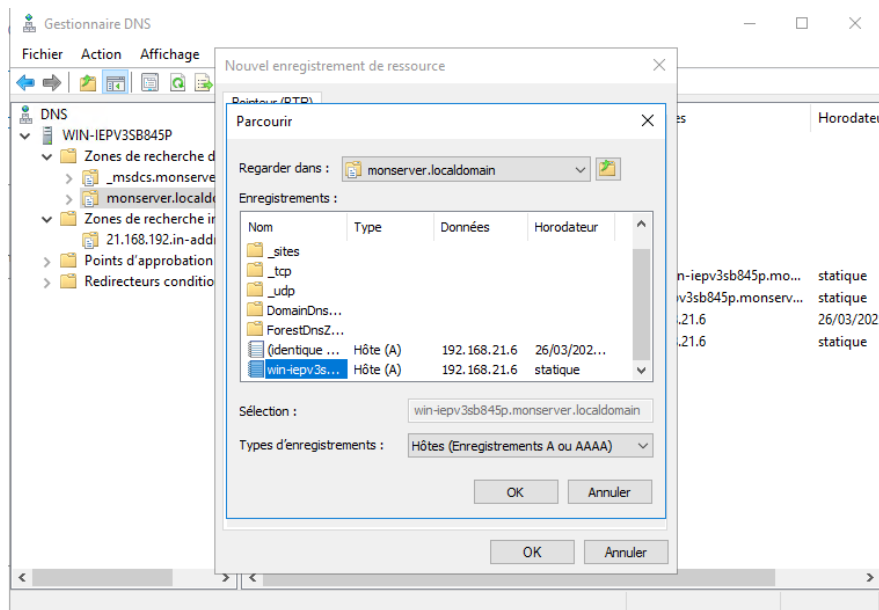 Gestionnaire DNS
Fichier Action Affichage
Nouvel enregistrement de ressource
Pointeur (PTR)
Parcourir
DNS
WIN-IEPV3SB845P
Zones de recherche d
_msdcs.monserve
monserver.locald
Zones de recherche in
21.168.192.in-add
Points d'approbation
Redirecteurs conditio
Regarder dans : monserver.localdomain
Enregistrements :
Nom Type Données Horodateur
_sites
_tcp
_udp
DomainDns...
ForestDnsZ...
(identique ... Hôte (A) 192.168.21.6 26/03/202...
win-iepv3s... Hôte (A) 192.168.21.6 statique
Sélection : win-iepv3sb845p.monserver.localdomain
Types d'enregistrements : Hôtes (Enregistrements A ou AAAA)
OK Annuler
OK Annuler
es Horodateu
n-iepv3sb845p.mo... statique
v3sb845p.monserv... statique
.21.6 26/03/202
.21.6 statique